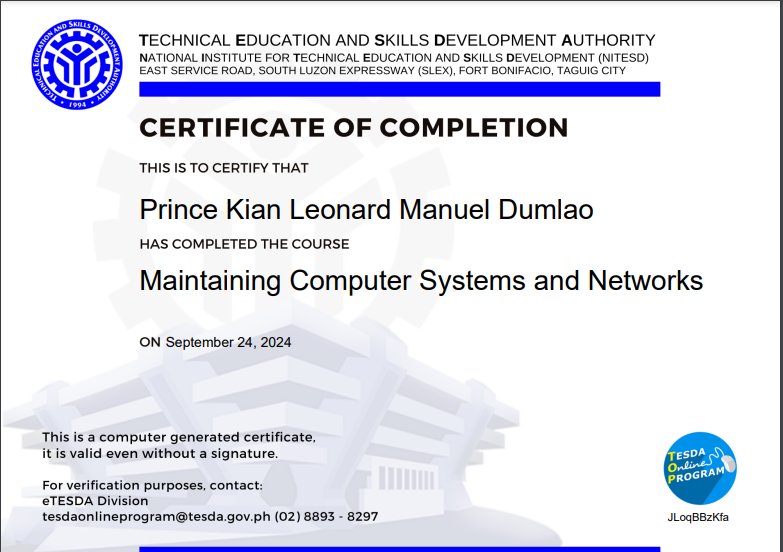 TECHNICAL EDUCATION AND SKILLS DEVELOPMENT AUTHORITY
• 1994 •
TECHNICAL EDUCATION AND SKILLS DEVELOPMENT AUTHORITY
NATIONAL INSTITUTE FOR TECHNICAL EDUCATION AND SKILLS DEVELOPMENT (NITESD)
EAST SERVICE ROAD, SOUTH LUZON EXPRESSWAY (SLEX), FORT BONIFACIO, TAGUIG CITY
CERTIFICATE OF COMPLETION
THIS IS TO CERTIFY THAT
Prince Kian Leonard Manuel Dumlao
HAS COMPLETED THE COURSE
Maintaining Computer Systems and Networks
ON September 24, 2024
This is a computer generated certificate,
it is valid even without a signature.
For verification purposes, contact:
eTESDA Division
tesdaonlineprogram@tesda.gov.ph (02) 8893 - 8297
TESDA
Online
PROGRAM
JLoqBBzKfa